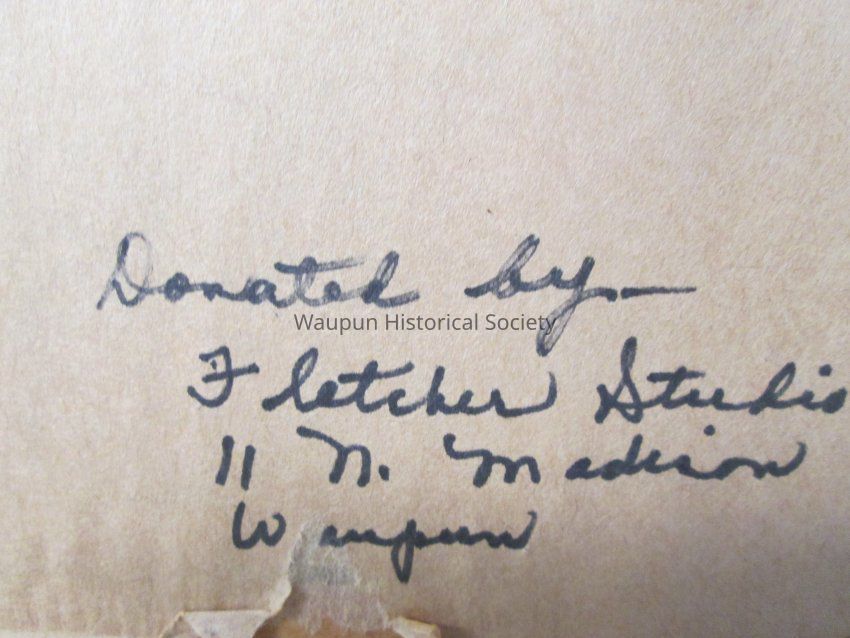 Donated by—
Waupun Historical Society
Fletcher Studio
11 N. Madison
Waupun